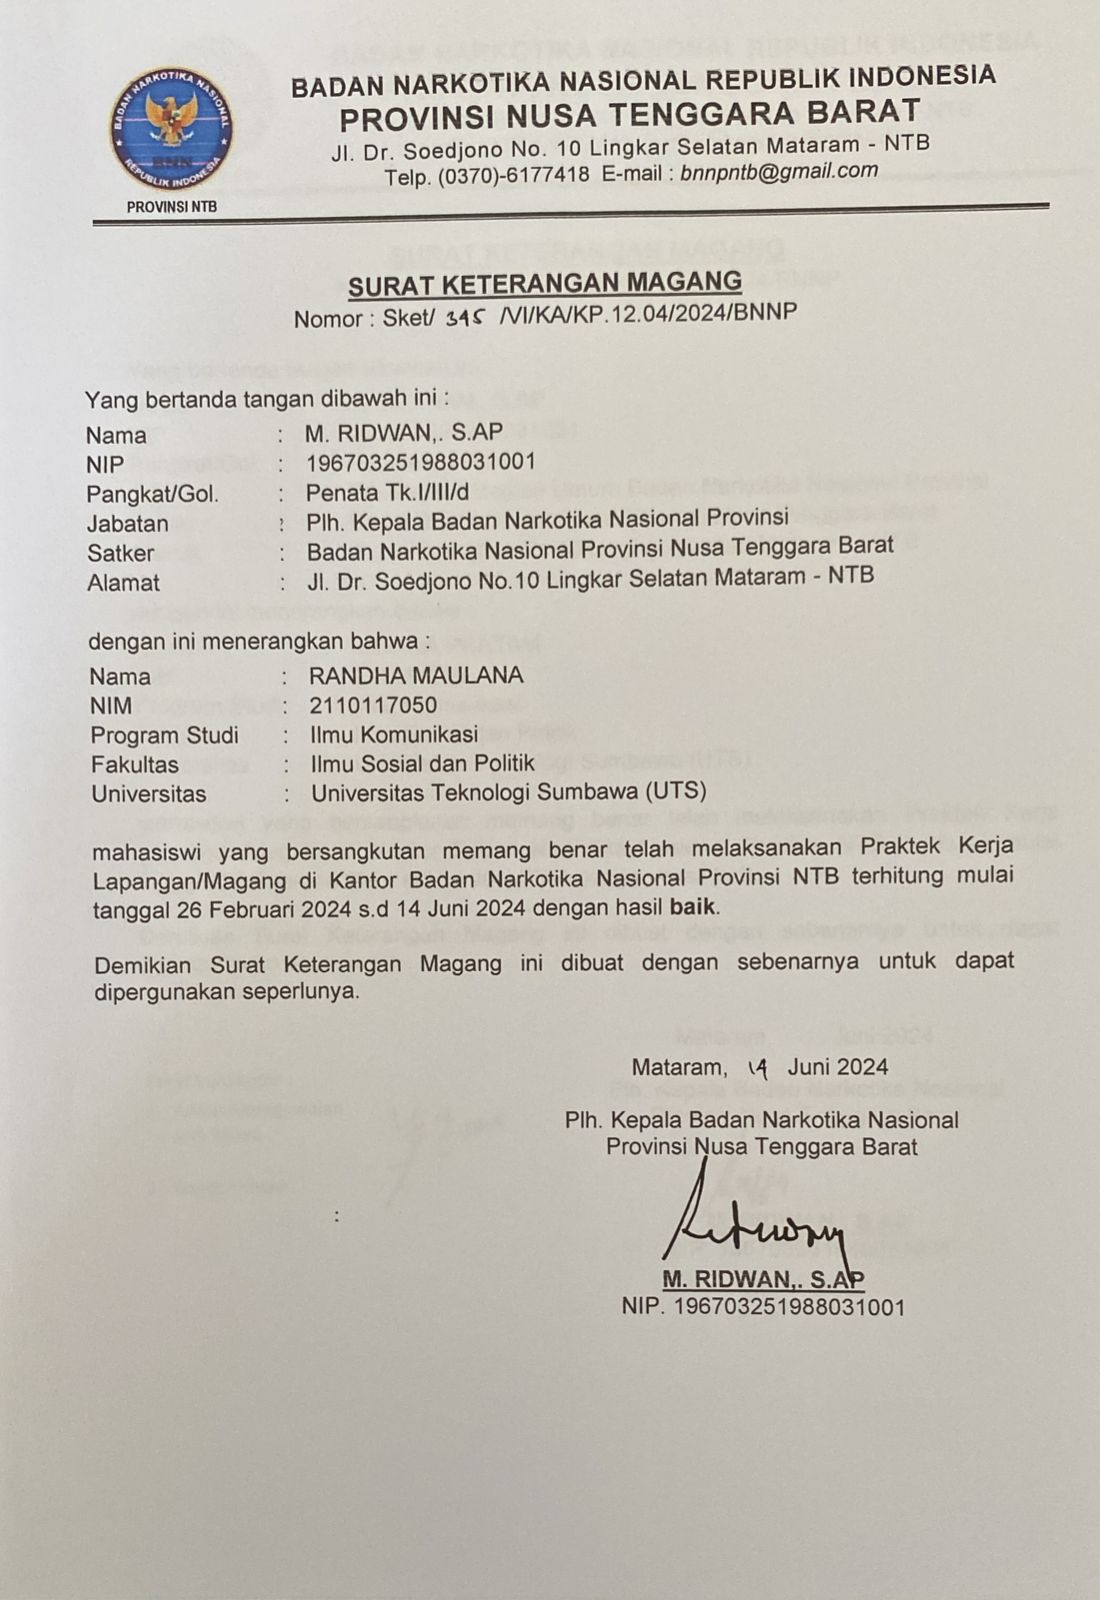 BADAN NARKOTIKA NASIONAL
BNN
REPUBLIK INDONESIA
PROVINSI NTB
BADAN NARKOTIKA NASIONAL REPUBLIK INDONESIA
PROVINSI NUSA TENGGARA BARAT
Jl. Dr. Soedjono No. 10 Lingkar Selatan Mataram - NTB
Telp. (0370)-6177418 E-mail : bnnpntb@gmail.com
SURAT KETERANGAN MAGANG
Nomor : Sket/ 345 /VI/KA/KP.12.04/2024/BNNP
Yang bertanda tangan dibawah ini :
Nama : M. RIDWAN,. S.AP
NIP : 196703251988031001
Pangkat/Gol. : Penata Tk.I/III/d
Jabatan : Plh. Kepala Badan Narkotika Nasional Provinsi
Satker : Badan Narkotika Nasional Provinsi Nusa Tenggara Barat
Alamat : Jl. Dr. Soedjono No.10 Lingkar Selatan Mataram - NTB
dengan ini menerangkan bahwa :
Nama : RANDHA MAULANA
NIM : 2110117050
Program Studi : Ilmu Komunikasi
Fakultas : Ilmu Sosial dan Politik
Universitas : Universitas Teknologi Sumbawa (UTS)
mahasiswi yang bersangkutan memang benar telah melaksanakan Praktek Kerja
Lapangan/Magang di Kantor Badan Narkotika Nasional Provinsi NTB terhitung mulai
tanggal 26 Februari 2024 s.d 14 Juni 2024 dengan hasil baik.
Demikian Surat Keterangan Magang ini dibuat dengan sebenarnya untuk dapat
dipergunakan seperlunya.
Mataram, 14 Juni 2024
Plh. Kepala Badan Narkotika Nasional
Provinsi Nusa Tenggara Barat
:
M. RIDWAN,. S.AP
NIP. 196703251988031001